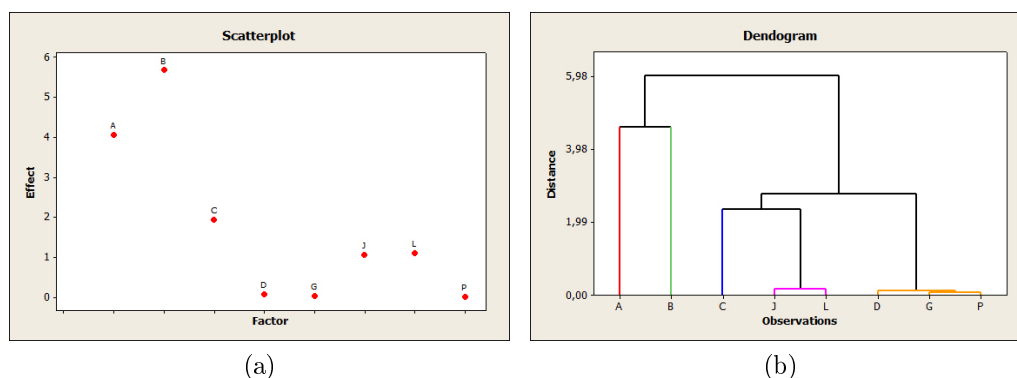 Scatterplot
6
5
4
3
2
1
0
Effect
A
B
C
D
G
J
L
P
Factor
(a)
Dendogram
5,98
3,98
1,99
0,00
Distance
A B C J L D G P
Observations
(b)